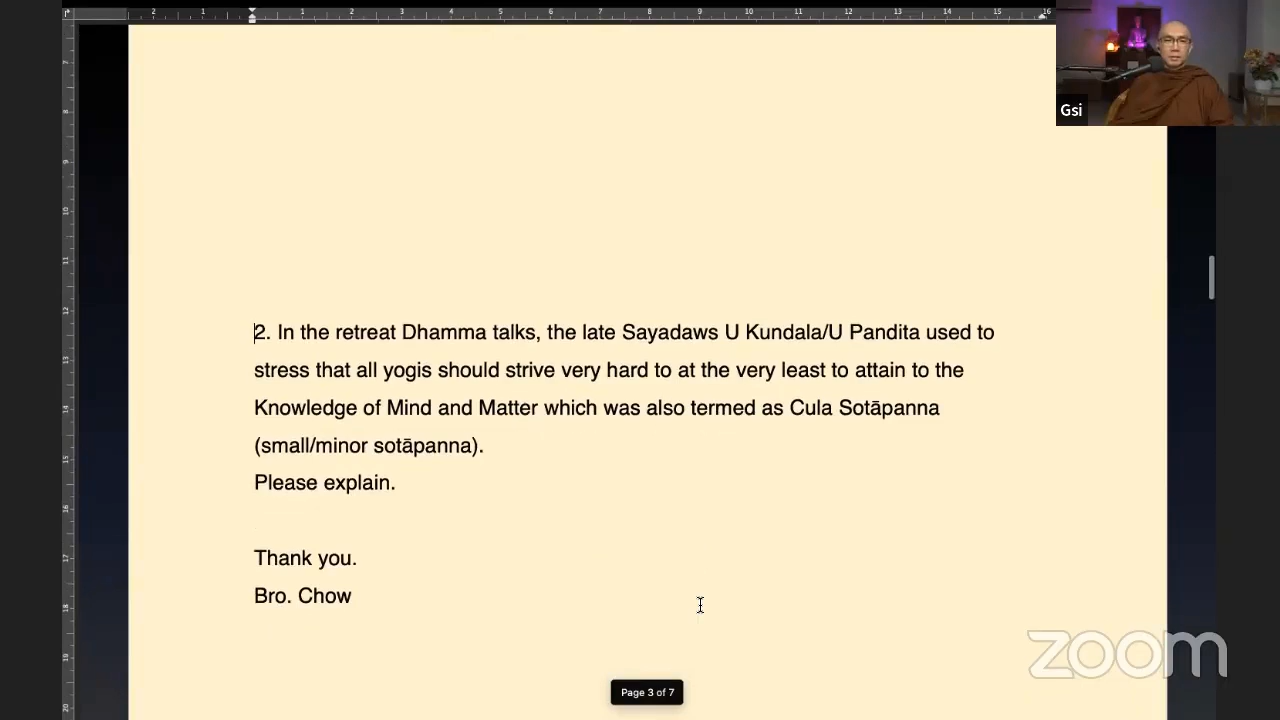 Gsi
2. In the retreat Dhamma talks, the late Sayadaws U Kundala/U Pandita used to
stress that all yogis should strive very hard to at the very least to attain to the
Knowledge of Mind and Matter which was also termed as Cula Sotāpanna
(small/minor sotāpanna).
Please explain.
Thank you.
Bro. Chow
zoom
Page 3 of 7